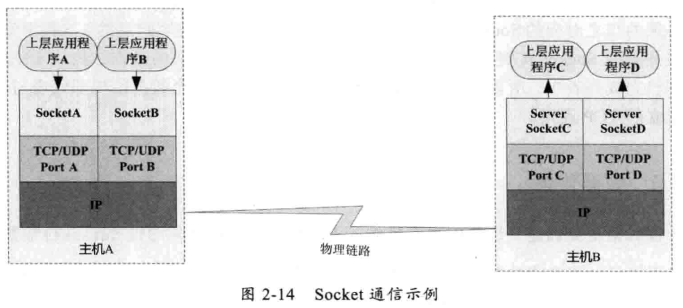 上层应用程
序A
上层应用程
序B
SocketA
SocketB
TCP/UDP
Port A
TCP/UDP
Port B
IP
主机A
物理链路
上层应用
程序C
上层应用
程序D
Server
SocketC
Server
SocketD
TCP/UDP
Port C
TCP/UDP
Port D
IP
主机B
图 2-14 Socket 通信示例